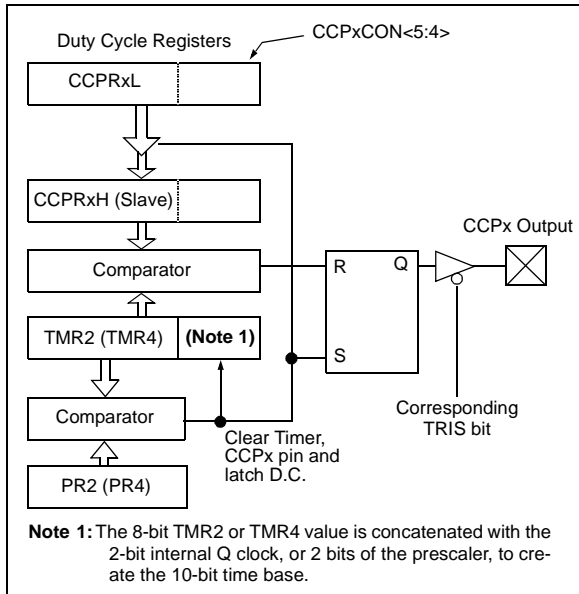 Duty Cycle Registers
CCPxCON<5:4>
CCPRxL
CCPRxH (Slave)
CCPx Output
Comparator
R
Q
TMR2 (TMR4)
(Note 1)
S
Comparator
Corresponding
TRIS bit
Clear Timer,
CCPx pin and
latch D.C.
PR2 (PR4)
Note 1: The 8-bit TMR2 or TMR4 value is concatenated with the
2-bit internal Q clock, or 2 bits of the prescaler, to cre-
ate the 10-bit time base.